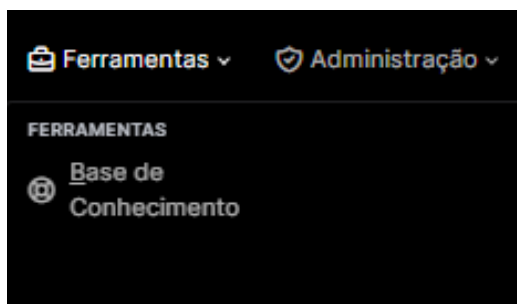 Ferramentas Administração
FERRAMENTAS
Base de
Conhecimento